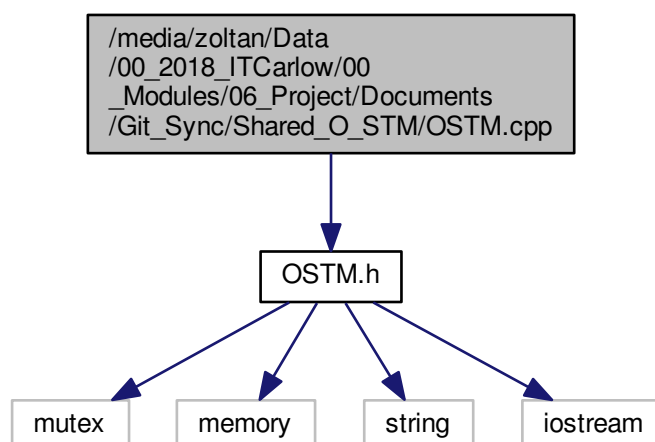 /media/zoltan/Data
/00_2018_ITCarlow/00
_Modules/06_Project/Documents
/Git_Sync/Shared_O_STM/OSTM.cpp
OSTM.h
mutex
memory
string
iostream